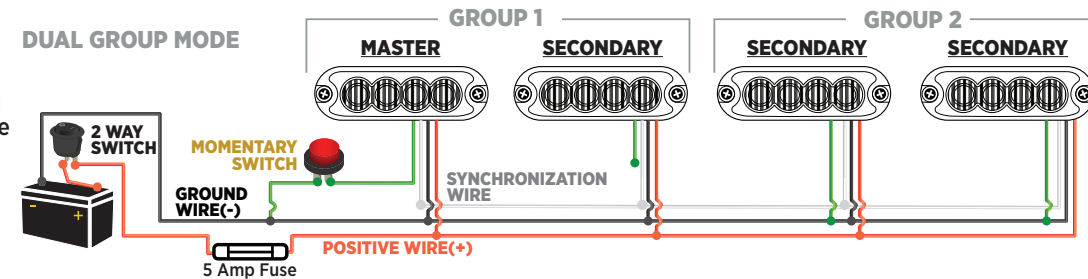 DUAL GROUP MODE
GROUP 1
GROUP 2
MASTER
SECONDARY
SECONDARY
SECONDARY
e
2 WAY
SWITCH
MOMENTARY
SWITCH
SYNCHRONIZATION
WIRE
GROUND
WIRE(-)
- +
POSITIVE WIRE(+)
5 Amp Fuse